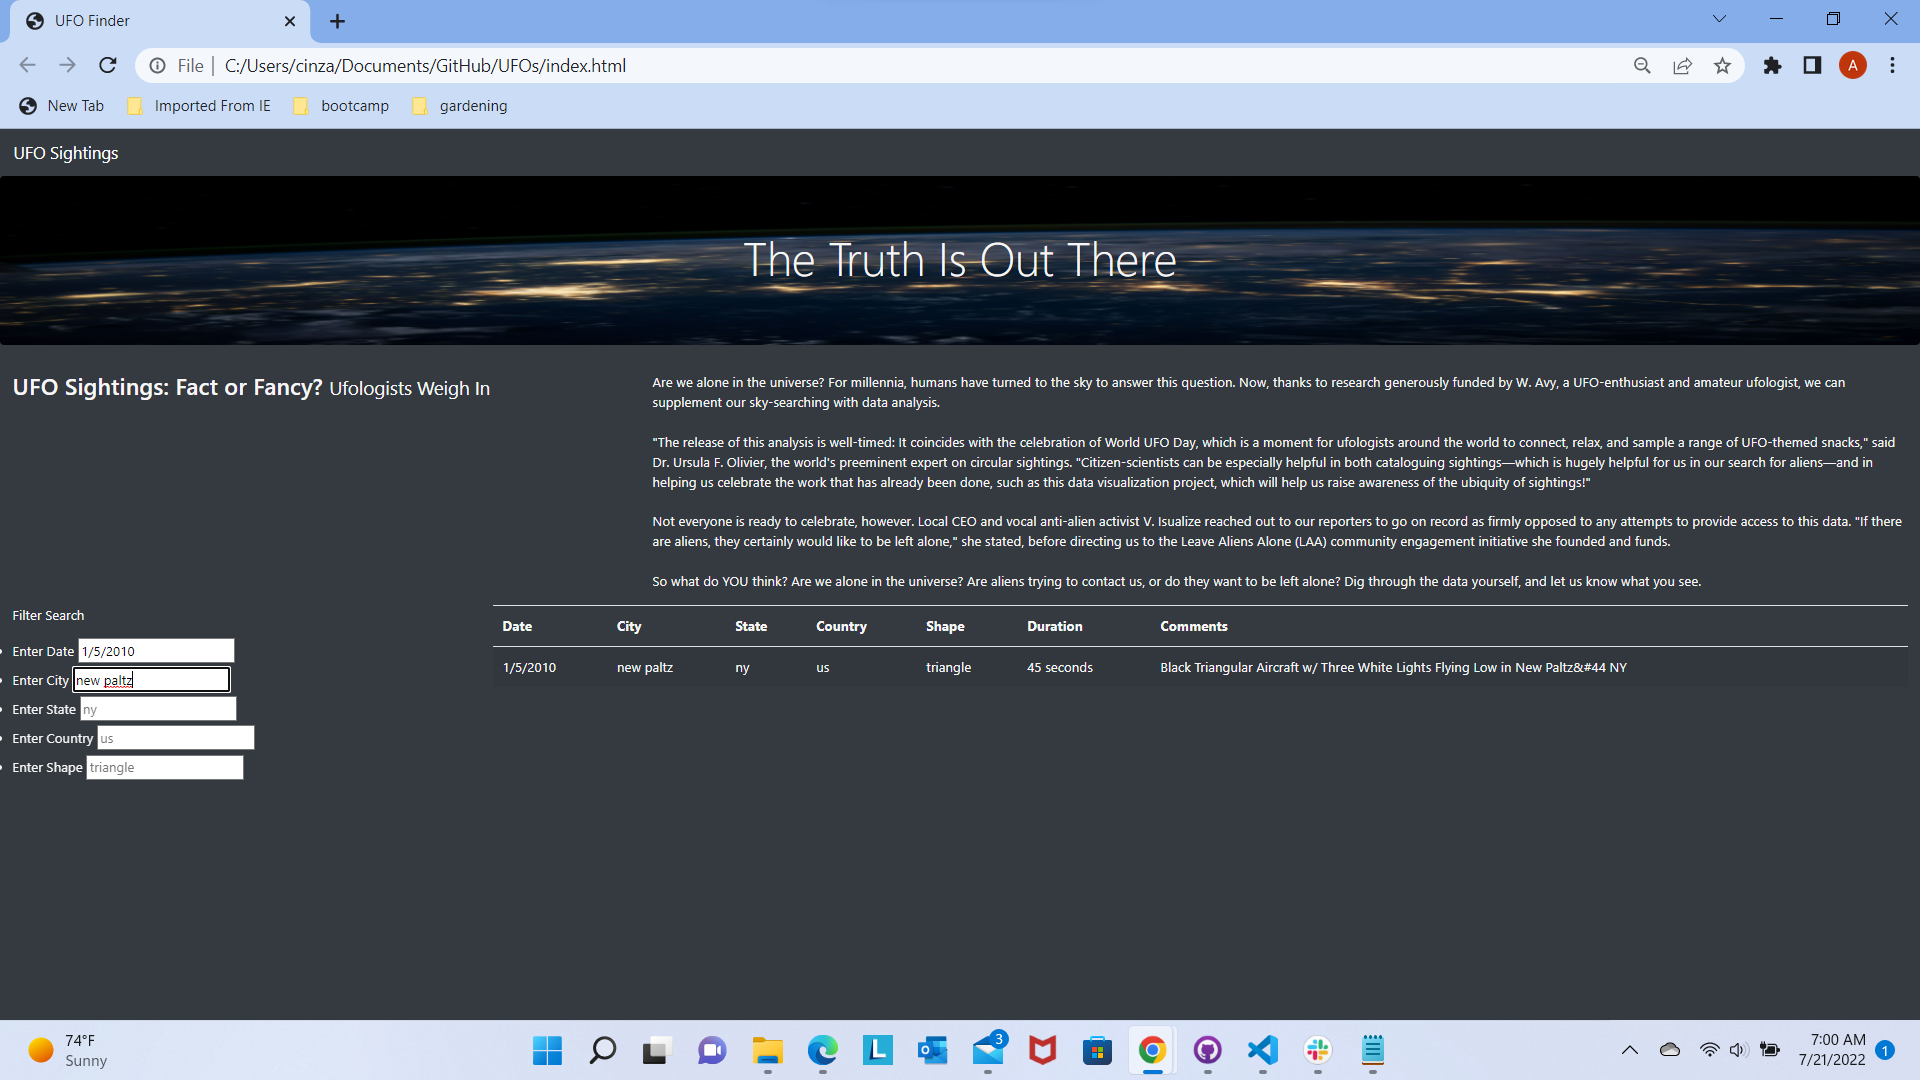 UFO Finder
File | C:/Users/cinza/Documents/GitHub/UFOs/index.html
A
New Tab Imported From IE bootcamp gardening
UFO Sightings
The Truth Is Out There
UFO Sightings: Fact or Fancy? Ufologists Weigh In
Are we alone in the universe? For millennia, humans have turned to the sky to answer this question. Now, thanks to research generously funded by W. Avy, a UFO-enthusiast and amateur ufologist, we can
supplement our sky-searching with data analysis.
"The release of this analysis is well-timed: It coincides with the celebration of World UFO Day, which is a moment for ufologists around the world to connect, relax, and sample a range of UFO-themed snacks," said
Dr. Ursula F. Olivier, the world's preeminent expert on circular sightings. "Citizen-scientists can be especially helpful in both cataloguing sightings—which is hugely helpful for us in our search for aliens—and in
helping us celebrate the work that has already been done, such as this data visualization project, which will help us raise awareness of the ubiquity of sightings!"
Not everyone is ready to celebrate, however. Local CEO and vocal anti-alien activist V. Isualize reached out to our reporters to go on record as firmly opposed to any attempts to provide access to this data. "If there
are aliens, they certainly would like to be left alone," she stated, before directing us to the Leave Aliens Alone (LAA) community engagement initiative she founded and funds.
So what do YOU think? Are we alone in the universe? Are aliens trying to contact us, or do they want to be left alone? Dig through the data yourself, and let us know what you see.
Filter Search
Enter Date 1/5/2010
Enter City new paltz
Enter State ny
Enter Country us
Enter Shape triangle
Date City State Country Shape Duration Comments
1/5/2010 new paltz ny us triangle 45 seconds Black Triangular Aircraft w/ Three White Lights Flying Low in New Paltz&#44 NY
74°F
Sunny
L
3
7:00 AM
7/21/2022
1